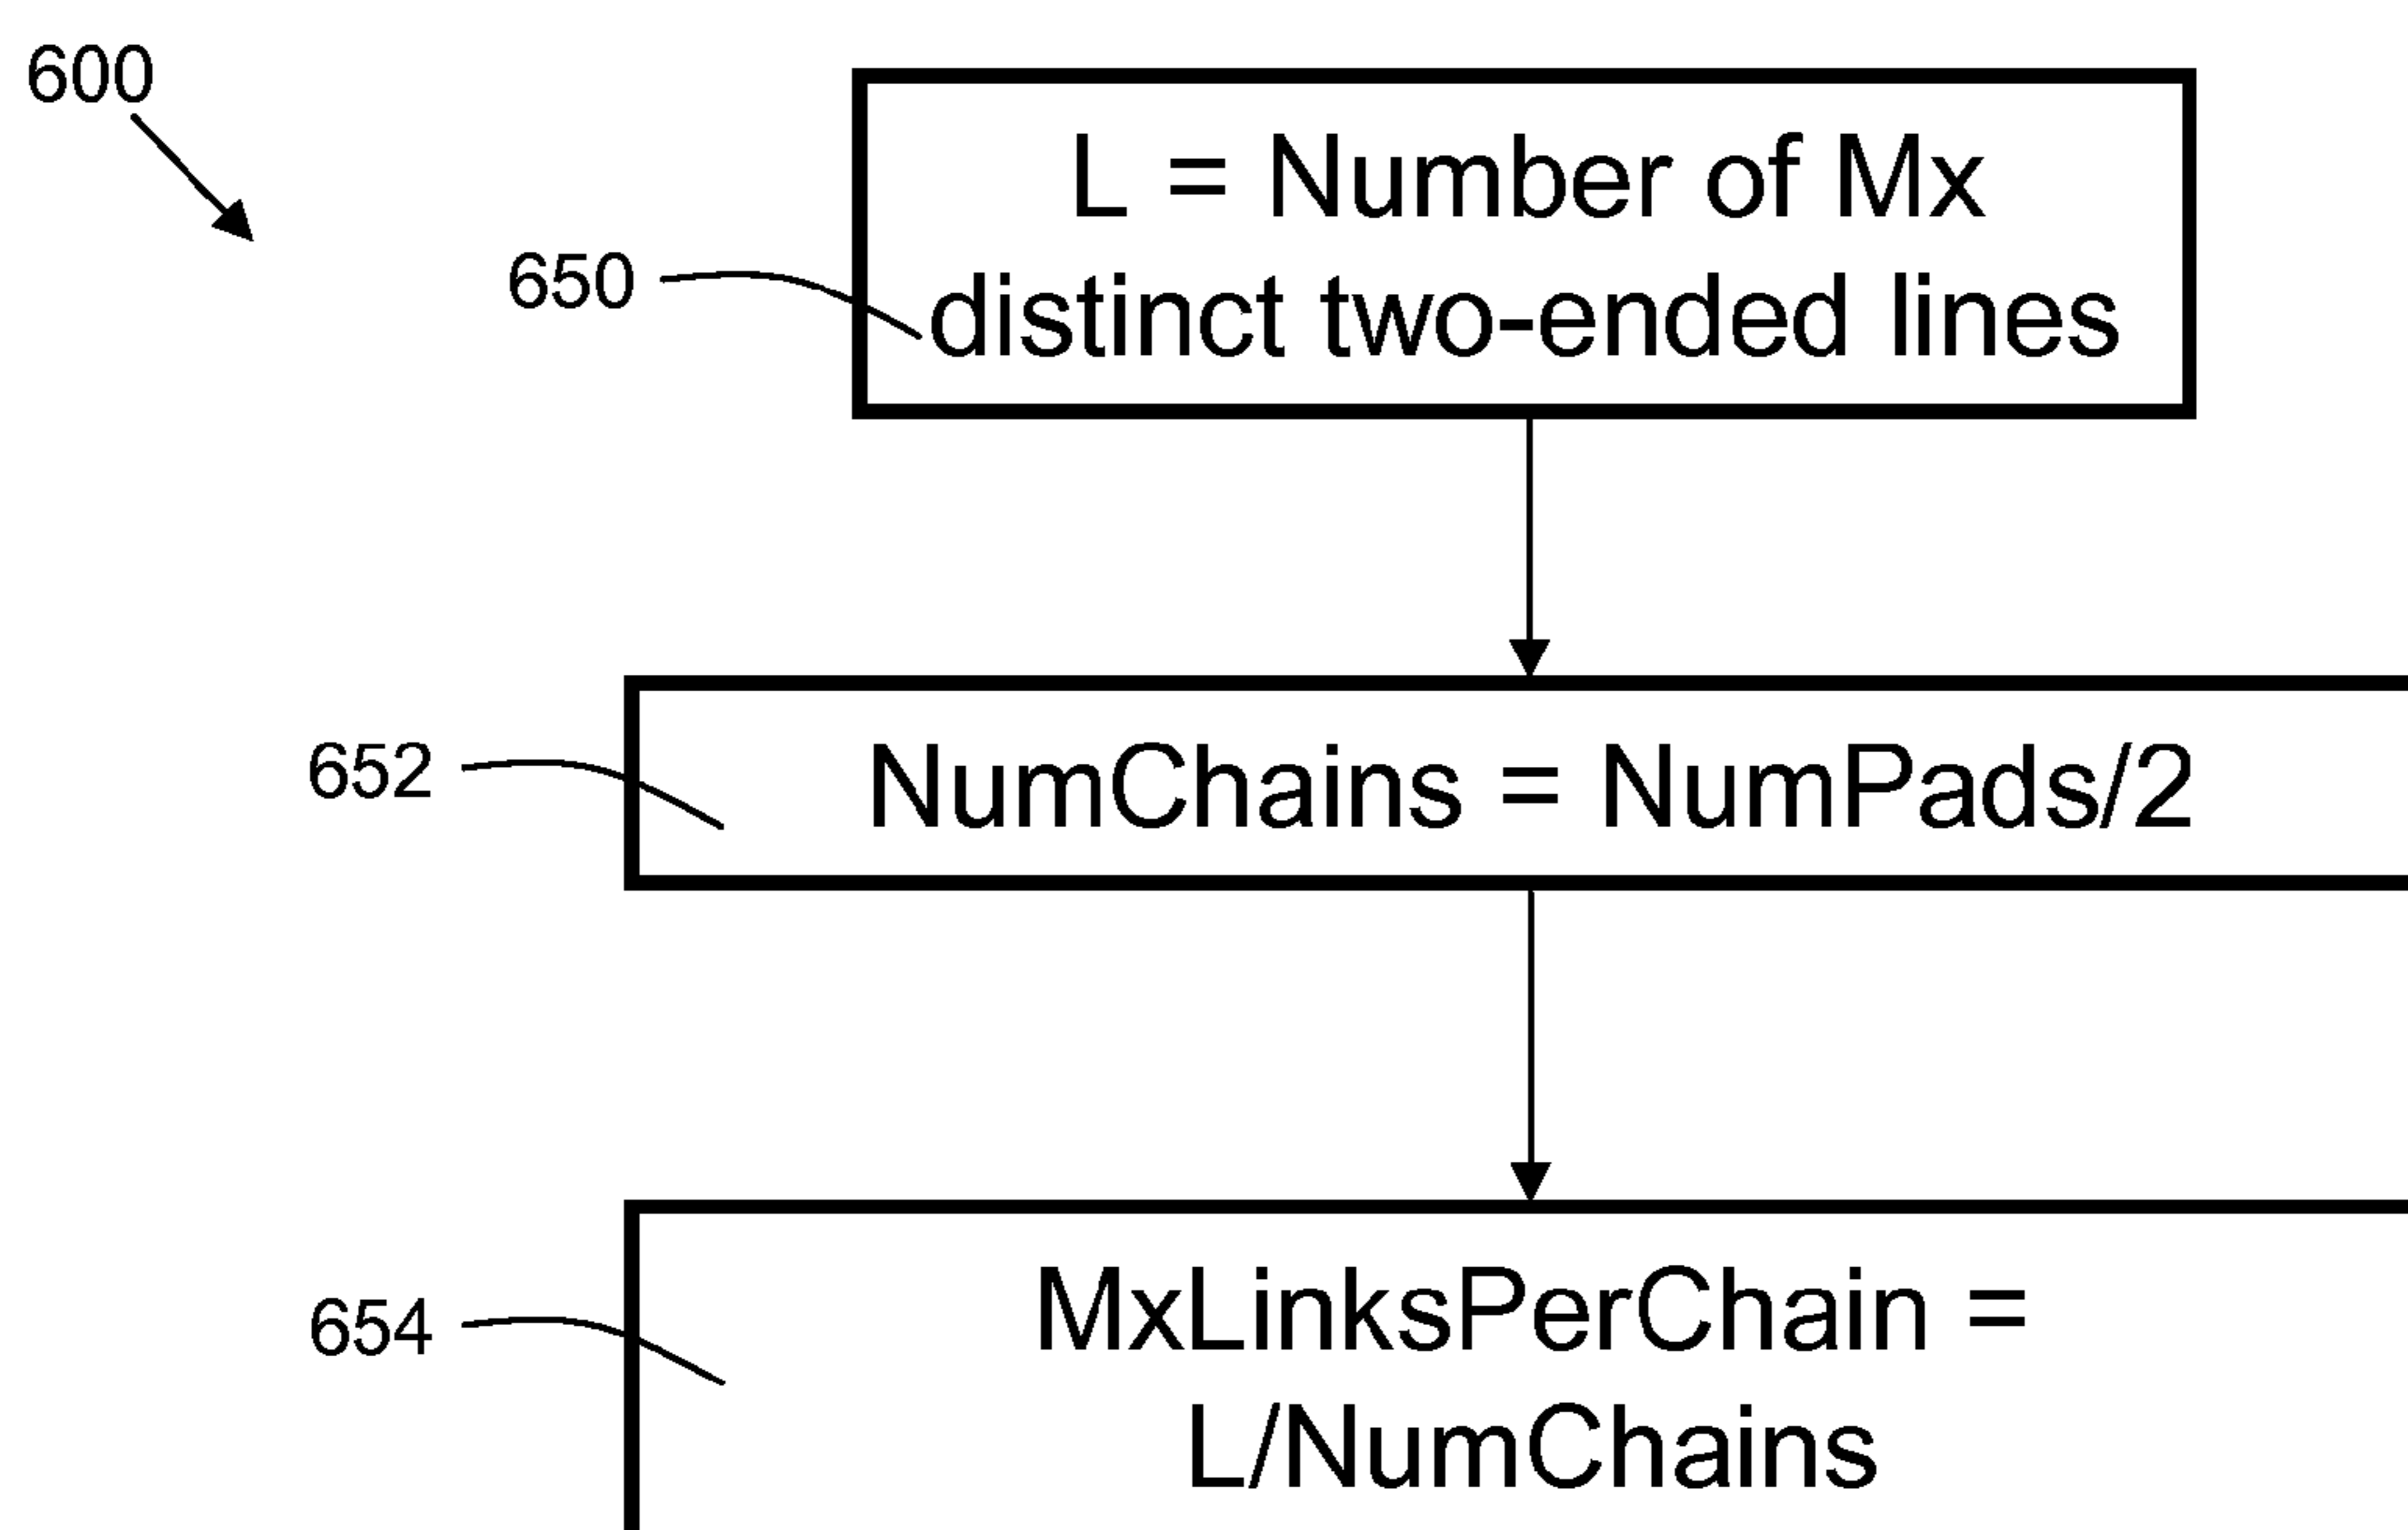 600
L = Number of Mx
650
distinct two-ended lines
652
NumChains = NumPads/2
654
MxLinksPerChain =
L/NumChains